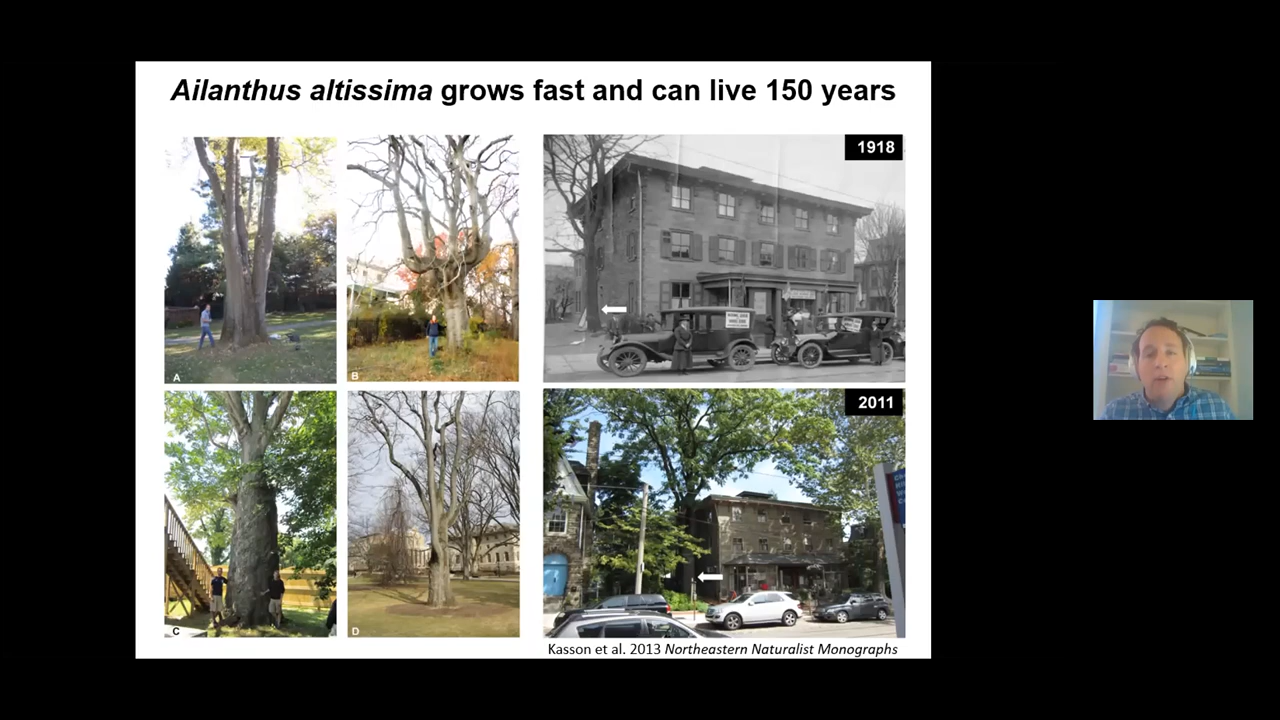 Ailanthus altissima grows fast and can live 150 years
A
B
1918
C
D
2011
Kasson et al. 2013 Northeastern Naturalist Monographs